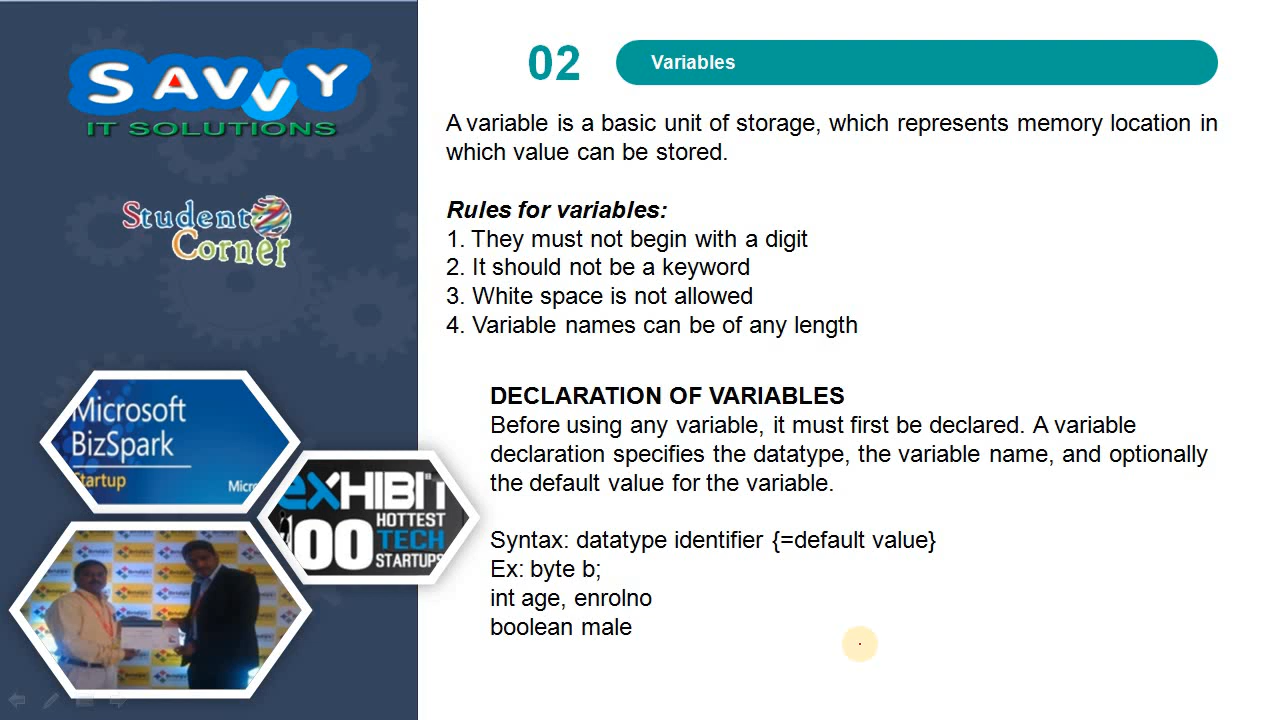 SAVVY
IT SOLUTIONS
Student
Corner
Microsoft
BizSpark
Startup
Micr
eXHIBIT
100
HOTTEST
TECH
STARTUPS
02
Variables
A variable is a basic unit of storage, which represents memory location in
which value can be stored.
Rules for variables:
1. They must not begin with a digit
2. It should not be a keyword
3. White space is not allowed
4. Variable names can be of any length
DECLARATION OF VARIABLES
Before using any variable, it must first be declared. A variable
declaration specifies the datatype, the variable name, and optionally
the default value for the variable.
Syntax: datatype identifier {=default value}
Ex: byte b;
int age, enrolno
boolean male